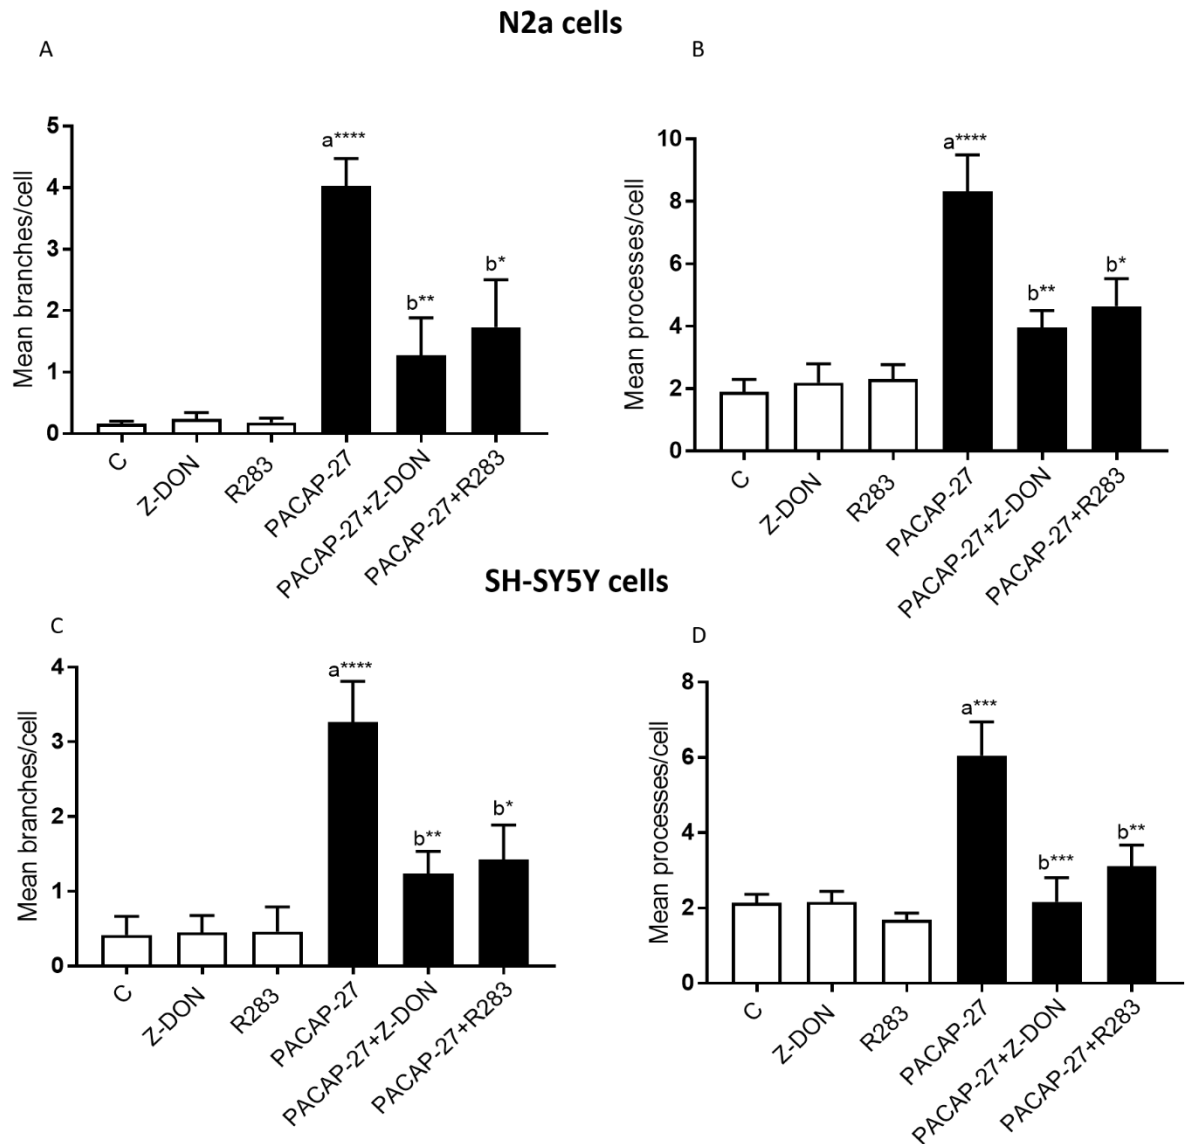 N2a cells
A
Mean branches/cell
5
4
3
2
1
0
a****
b**
b*
C
Z-DON
R283
PACAP-27
PACAP-27+Z-DON
PACAP-27+R283
B
Mean processes/cell
10
8
6
4
2
0
a****
b**
b*
C
Z-DON
R283
PACAP-27
PACAP-27+Z-DON
PACAP-27+R283
SH-SY5Y cells
C
Mean branches/cell
4
3
2
1
0
a****
b**
b*
C
Z-DON
R283
PACAP-27
PACAP-27+Z-DON
PACAP-27+R283
D
Mean processes/cell
8
6
4
2
0
a***
b***
b**
C
Z-DON
R283
PACAP-27
PACAP-27+Z-DON
PACAP-27+R283